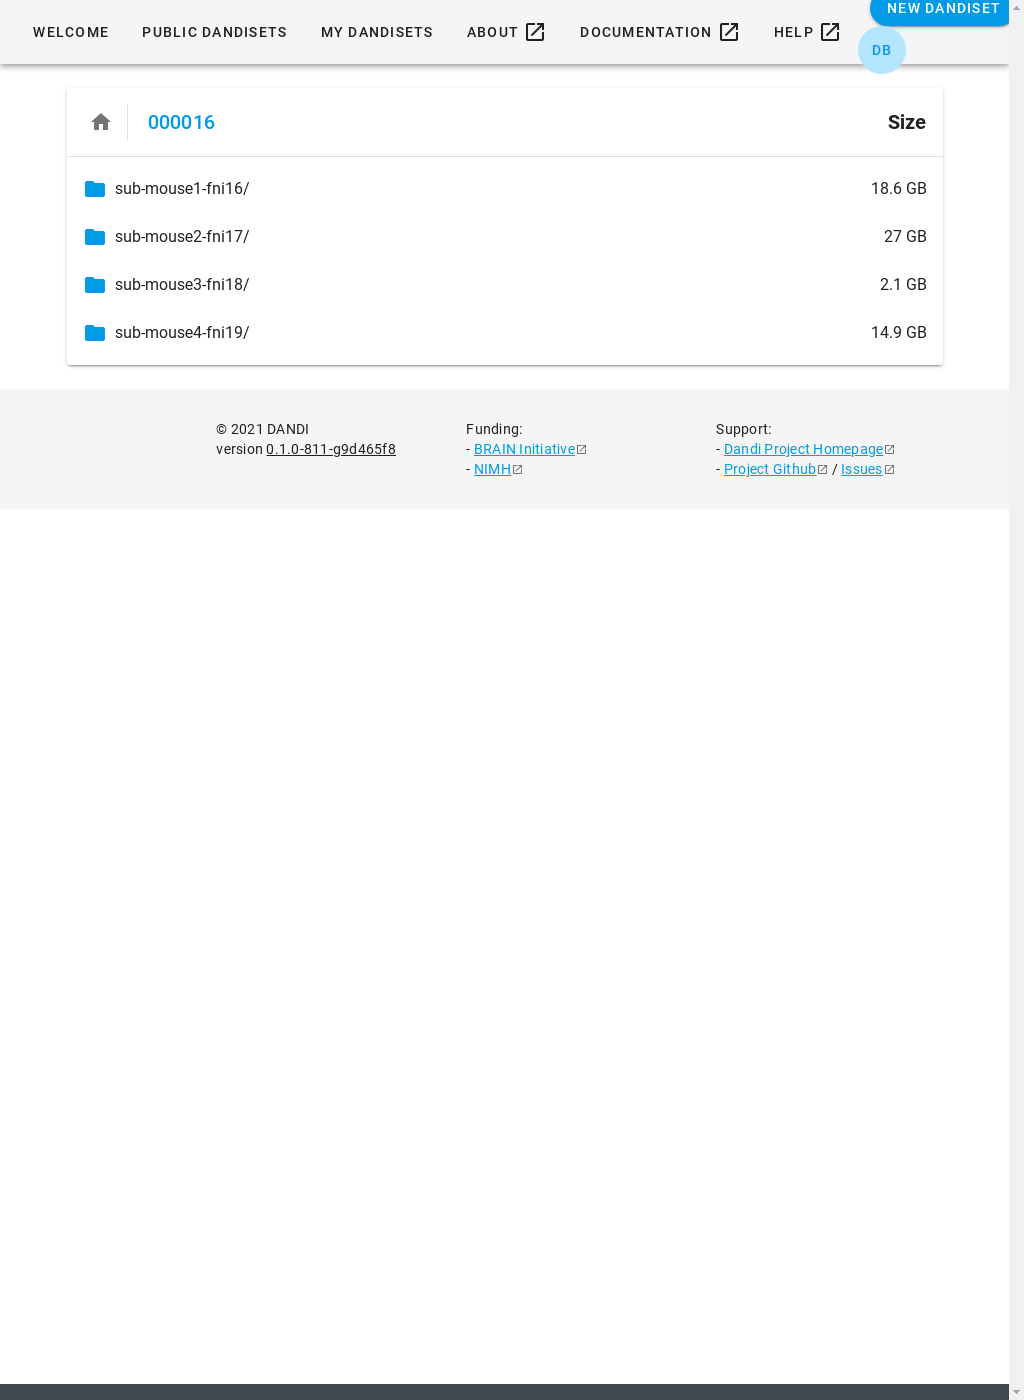 WELCOME PUBLIC DANDISETS MY DANDISETS ABOUT DOCUMENTATION HELP NEW DANDISET
DB
000016 Size
sub-mouse1-fni16/ 18.6 GB
sub-mouse2-fni17/ 27 GB
sub-mouse3-fni18/ 2.1 GB
sub-mouse4-fni19/ 14.9 GB
© 2021 DANDI
version 0.1.0-811-g9d465f8
Funding:
- BRAIN Initiative
- NIMH
Support:
- Dandi Project Homepage
- Project Github / Issues